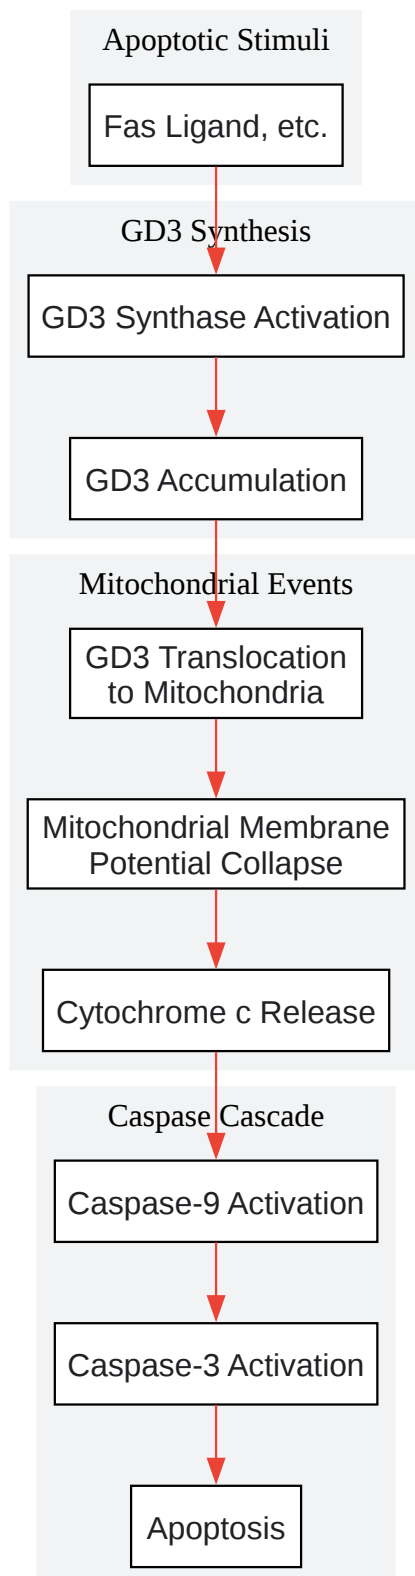 Apoptotic Stimuli
Fas Ligand, etc.
GD3 Synthesis
GD3 Synthase Activation
GD3 Accumulation
Mitochondrial Events
GD3 Translocation
to Mitochondria
Mitochondrial Membrane
Potential Collapse
Cytochrome c Release
Caspase Cascade
Caspase-9 Activation
Caspase-3 Activation
Apoptosis